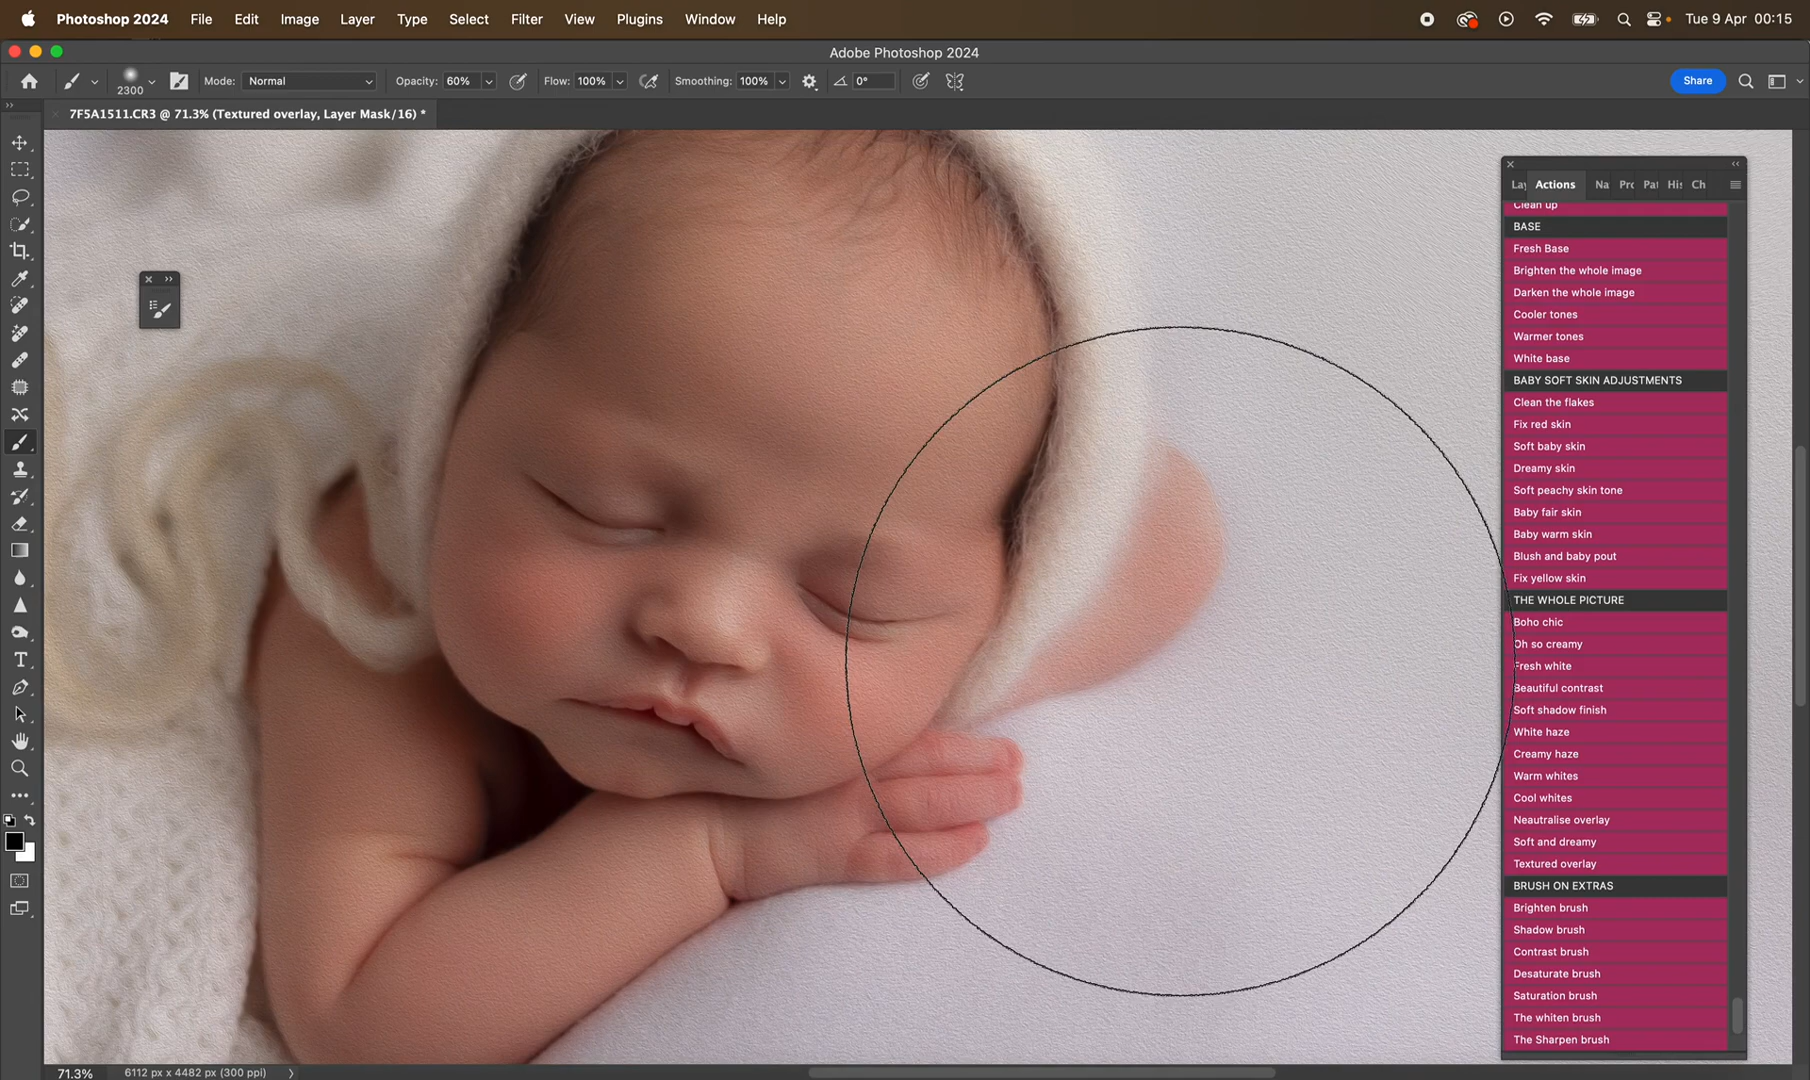 Photoshop 2024 File Edit Image Layer Type Select Filter View Plugins Window Help Tue 9 Apr 00:15
Adobe Photoshop 2024
2300 Mode: Normal Opacity: 60% Flow: 100% Smoothing: 100% 0° Share
7F5A1511.CR3 @ 71.3% (Textured overlay, Layer Mask/16) *
Lay Actions Na Pro Pat His Ch
Clean up
BASE
Fresh Base
Brighten the whole image
Darken the whole image
Cooler tones
Warmer tones
White base
BABY SOFT SKIN ADJUSTMENTS
Clean the flakes
Fix red skin
Soft baby skin
Dreamy skin
Soft peachy skin tone
Baby fair skin
Baby warm skin
Blush and baby pout
Fix yellow skin
THE WHOLE PICTURE
Boho chic
Oh so creamy
Fresh white
Beautiful contrast
Soft shadow finish
White haze
Creamy haze
Warm whites
Cool whites
Neautralise overlay
Soft and dreamy
Textured overlay
BRUSH ON EXTRAS
Brighten brush
Shadow brush
Contrast brush
Desaturate brush
Saturation brush
The whiten brush
The Sharpen brush
71.3% 6112 px x 4482 px (300 ppi)